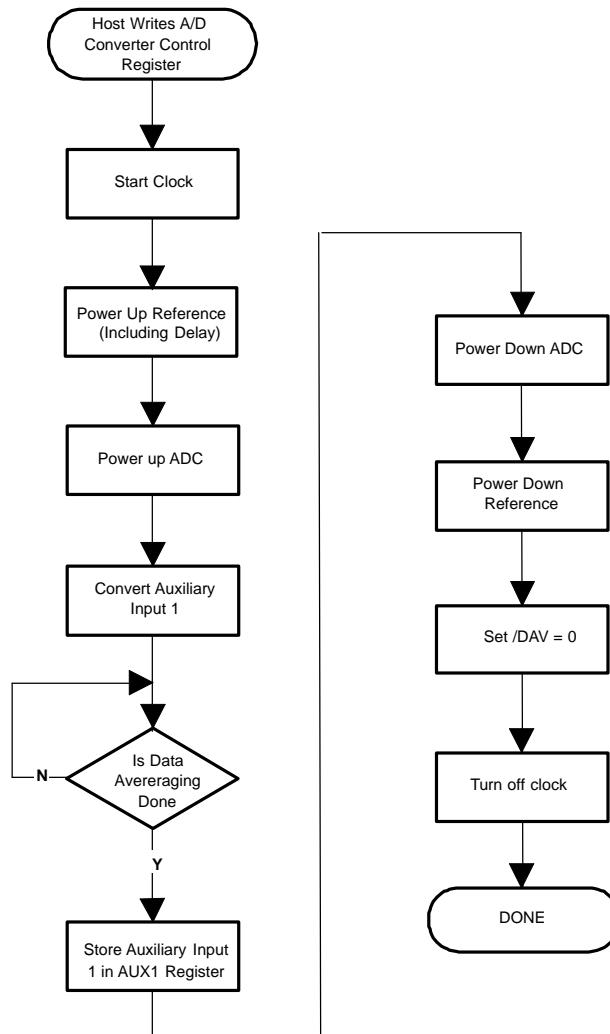 Host Writes A/D
Converter Control
Register
Start Clock
Power Up Reference
(Including Delay)
Power up ADC
Convert Auxiliary
Input 1
Is Data
Avereraging
Done
N
Y
Store Auxiliary Input
1 in AUX1 Register
Power Down ADC
Power Down
Reference
Set /DAV = 0
Turn off clock
DONE